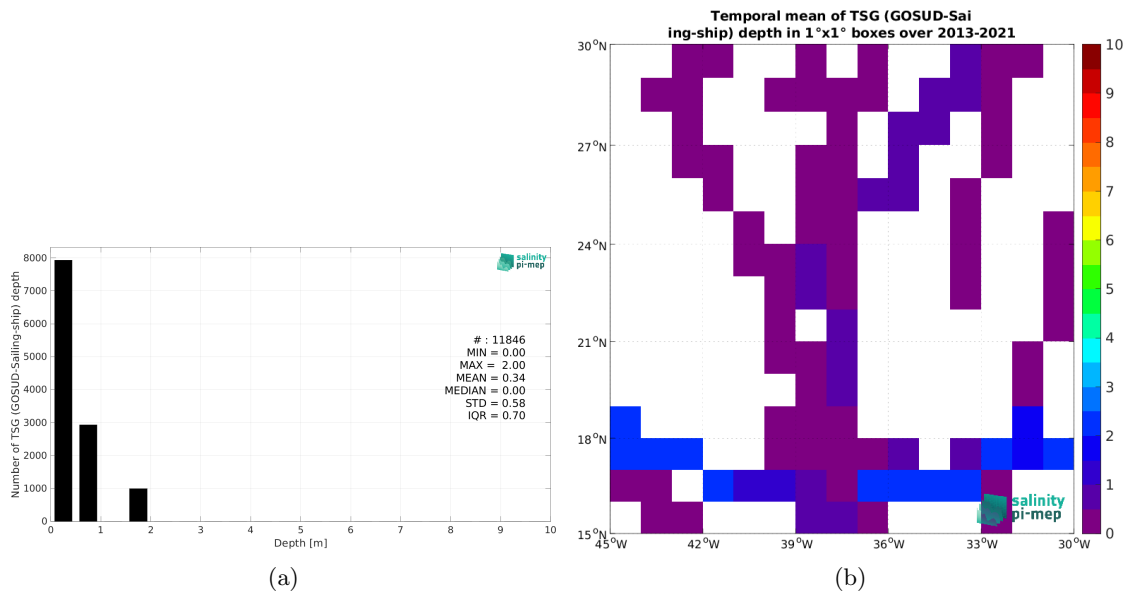 Number of TSG (GOSUD-Sailing-ship) depth
8000
7000
6000
5000
4000
3000
2000
1000
0
0 1 2 3 4 5 6 7 8 9 10
Depth [m]
salinity
pi-mep
# : 11846
MIN = 0.00
MAX = 2.00
MEAN = 0.34
MEDIAN = 0.00
STD = 0.58
IQR = 0.70
(a)
Temporal mean of TSG (GOSUD-Sai
ing-ship) depth in 1°x1° boxes over 2013-2021
30°N
27°N
24°N
21°N
18°N
15°N
45°W 42°W 39°W 36°W 33°W 30°W
salinity
pi-mep
10
9
8
7
6
5
4
3
2
1
0
(b)